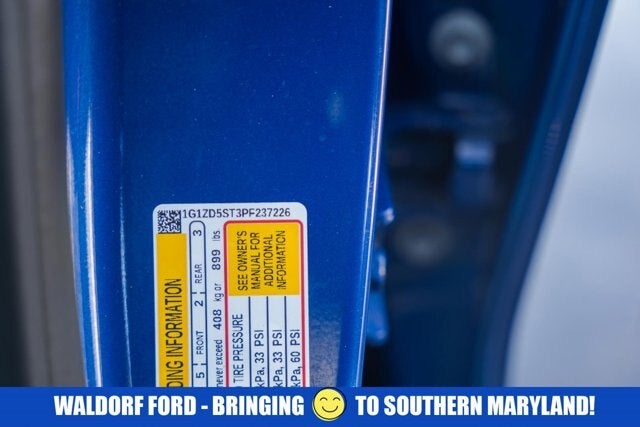 1G1ZD5ST3PF237226
DING INFORMATION
5 FRONT 2 REAR 3
never exceed 408 kg or 899 lbs.
TIRE PRESSURE
kPa, 33 PSI
kPa, 33 PSI
kPa, 60 PSI
SEE OWNER'S
MANUAL FOR
ADDITIONAL
INFORMATION
WALDORF FORD - BRINGING 😊 TO SOUTHERN MARYLAND!